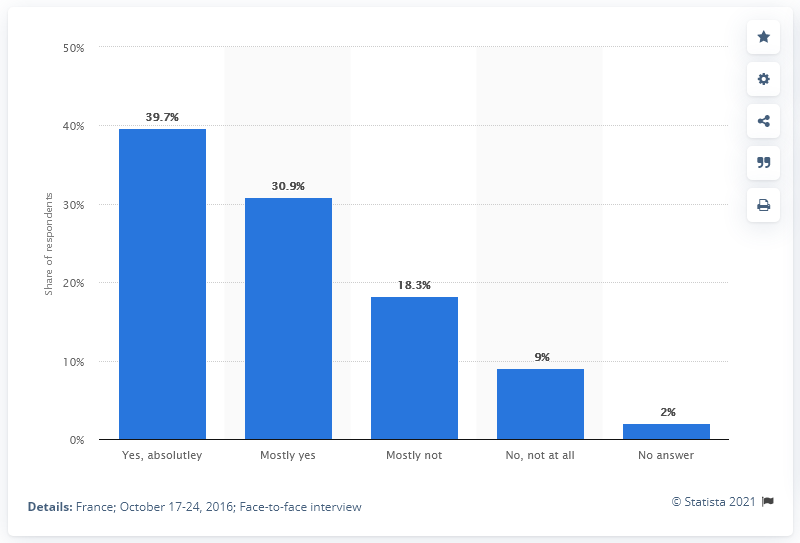 50%
40%
30%
20%
10%
0%
Share of respondents
39.7%
30.9%
18.3%
9%
2%
Yes, absolutley
Mostly yes
Mostly not
No, not at all
No answer
Details: France; October 17-24, 2016; Face-to-face interview
© Statista 2021